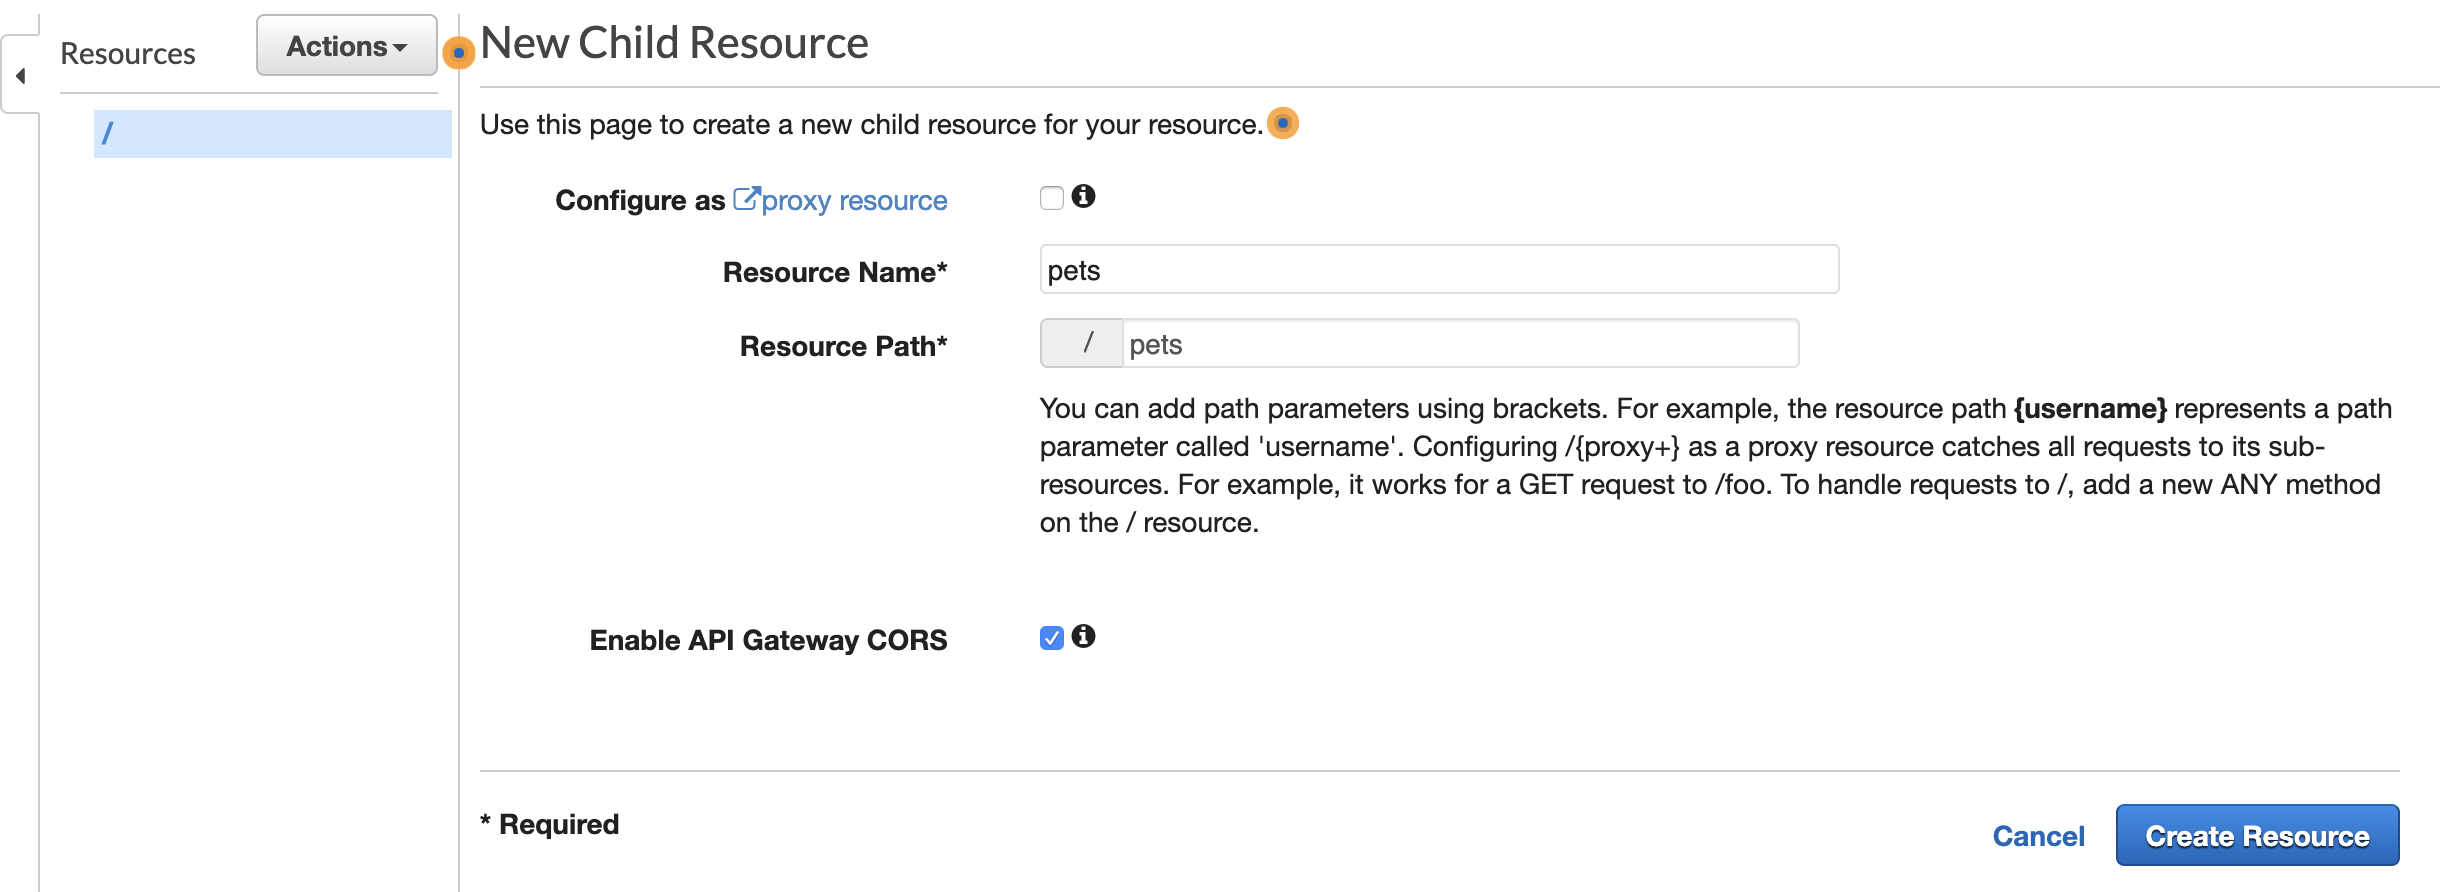 Resources
Actions
/
New Child Resource
Use this page to create a new child resource for your resource.
Configure as proxy resource
Resource Name*
pets
Resource Path*
/ pets
You can add path parameters using brackets. For example, the resource path {username} represents a path
parameter called 'username'. Configuring /{proxy+} as a proxy resource catches all requests to its sub-
resources. For example, it works for a GET request to /foo. To handle requests to /, add a new ANY method
on the / resource.
Enable API Gateway CORS
* Required
Cancel
Create Resource